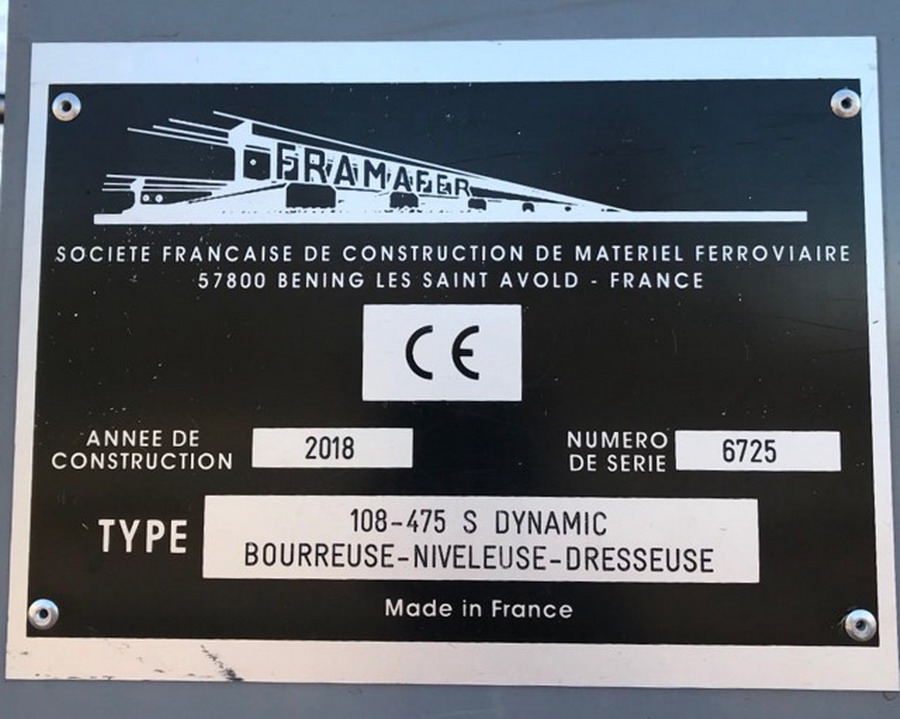 FRAMAFER
SOCIETE FRANCAISE DE CONSTRUCTION DE MATERIEL FERROVIAIRE
57800 BENING LES SAINT AVOLD - FRANCE
CE
ANNEE DE
CONSTRUCTION
2018
NUMERO
DE SERIE
6725
TYPE
108-475 S DYNAMIC
BOURREUSE-NIVELEUSE-DRESSEUSE
Made in France